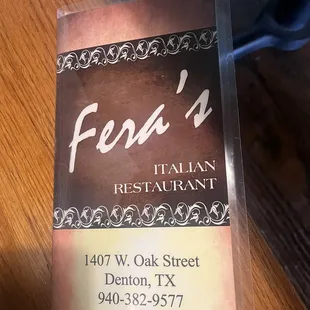 Fera's
ITALIAN
RESTAURANT
1407 W. Oak Street
Denton, TX
940-382-9577